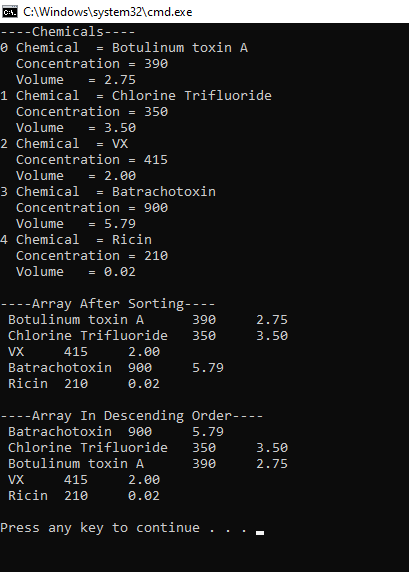 C:\Windows\system32\cmd.exe
----Chemicals----
0 Chemical  = Botulinum toxin A
  Concentration = 390
  Volume   = 2.75
1 Chemical  = Chlorine Trifluoride
  Concentration = 350
  Volume   = 3.50
2 Chemical  = VX
  Concentration = 415
  Volume   = 2.00
3 Chemical  = Batrachotoxin
  Concentration = 900
  Volume   = 5.79
4 Chemical  = Ricin
  Concentration = 210
  Volume   = 0.02
----Array After Sorting----
 Botulinum toxin A      390     2.75
 Chlorine Trifluoride   350     3.50
 VX     415     2.00
 Batrachotoxin  900     5.79
 Ricin  210     0.02
----Array In Descending Order----
 Batrachotoxin  900     5.79
 Chlorine Trifluoride   350     3.50
 Botulinum toxin A      390     2.75
 VX     415     2.00
 Ricin  210     0.02
Press any key to continue . . .